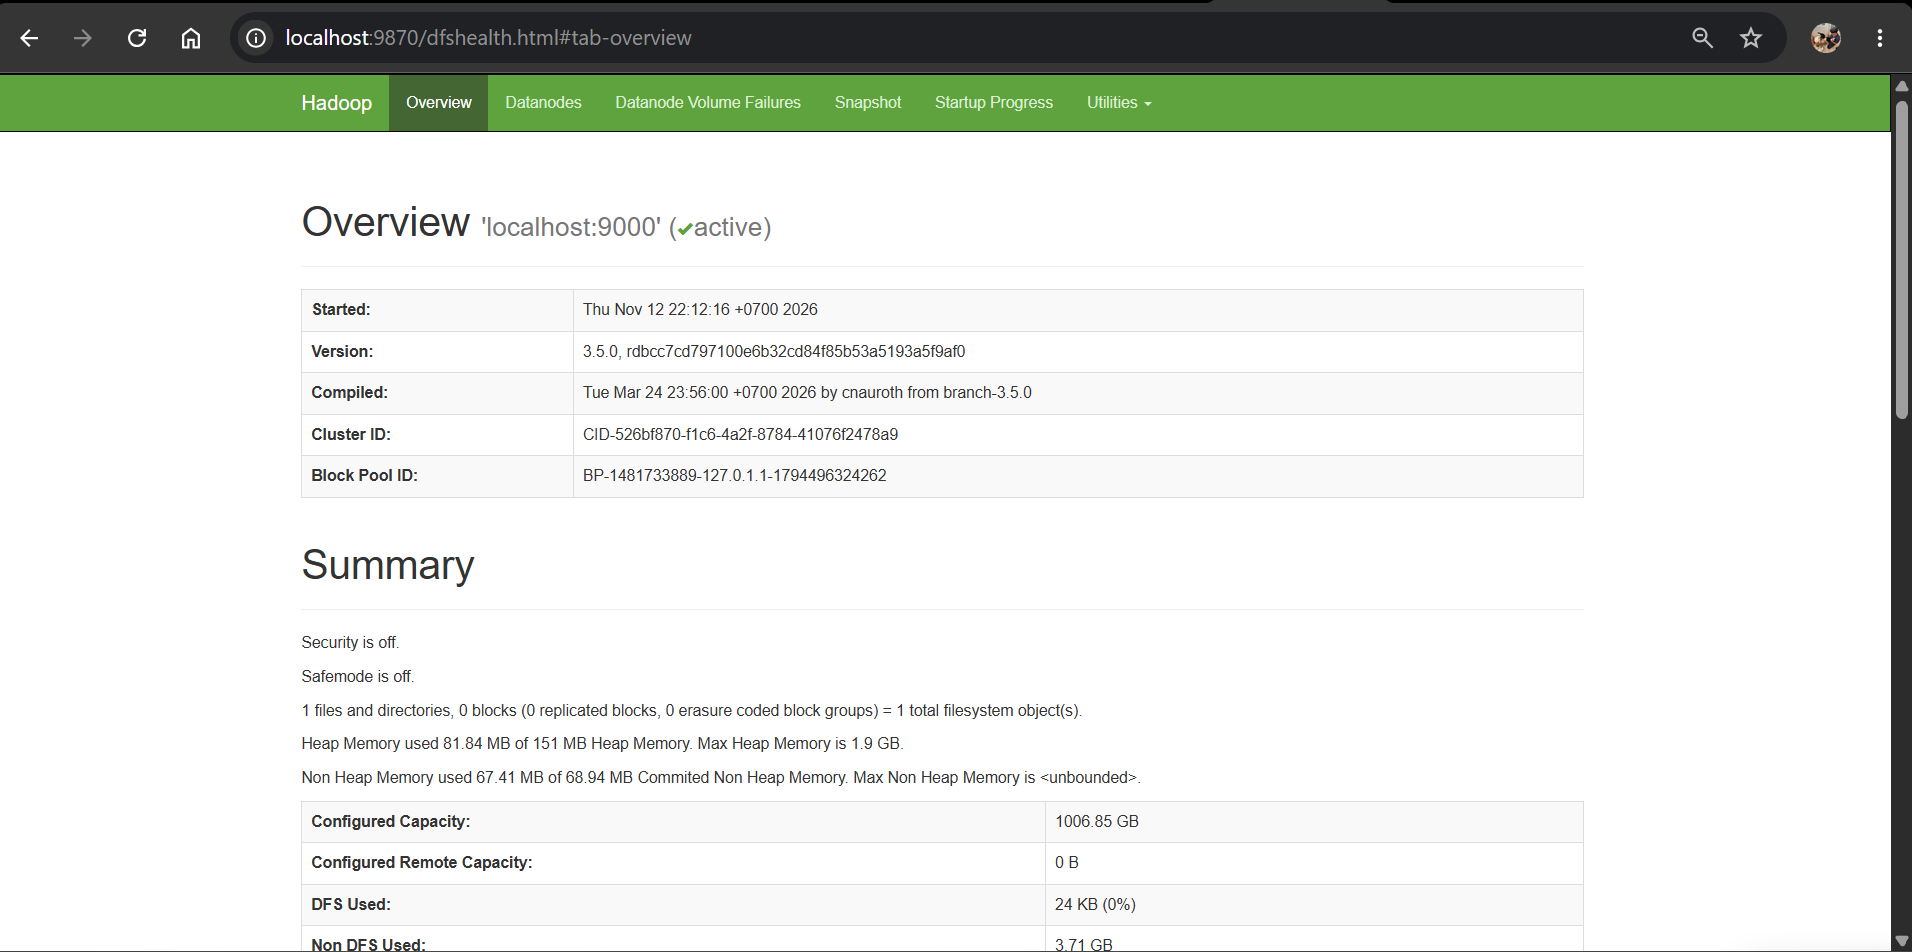 localhost:9870/dfshealth.html#tab-overview
Hadoop Overview Datanodes Datanode Volume Failures Snapshot Startup Progress Utilities
Overview 'localhost:9000' (✔active)
Started: Thu Nov 12 22:12:16 +0700 2026
Version: 3.5.0, rdbcc7cd797100e6b32cd84f85b53a5193a5f9af0
Compiled: Tue Mar 24 23:56:00 +0700 2026 by cnauroth from branch-3.5.0
Cluster ID: CID-526bf870-f1c6-4a2f-8784-41076f2478a9
Block Pool ID: BP-1481733889-127.0.1.1-1794496324262
Summary
Security is off.
Safemode is off.
1 files and directories, 0 blocks (0 replicated blocks, 0 erasure coded block groups) = 1 total filesystem object(s).
Heap Memory used 81.84 MB of 151 MB Heap Memory. Max Heap Memory is 1.9 GB.
Non Heap Memory used 67.41 MB of 68.94 MB Commited Non Heap Memory. Max Non Heap Memory is <unbounded>.
Configured Capacity: 1006.85 GB
Configured Remote Capacity: 0 B
DFS Used: 24 KB (0%)
Non DFS Used: 3.71 GB